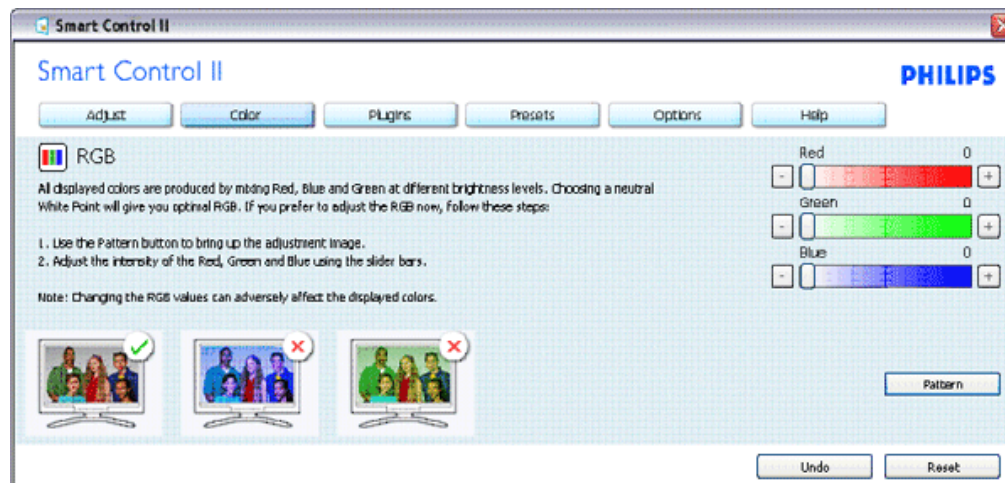 Smart Control II
Smart Control II
PHILIPS
Adjust Color Plugins Presets Options Help
RGB
All displayed colors are produced by mixing Red, Blue and Green at different brightness levels. Choosing a neutral
White Point will give you optimal RGB. If you prefer to adjust the RGB now, follow these steps:
1. Use the Pattern button to bring up the adjustment image.
2. Adjust the intensity of the Red, Green and Blue using the slider bars.
Note: Changing the RGB values can adversely affect the displayed colors.
Red 0
- +
Green 0
- +
Blue 0
- +
Pattern
Undo Reset